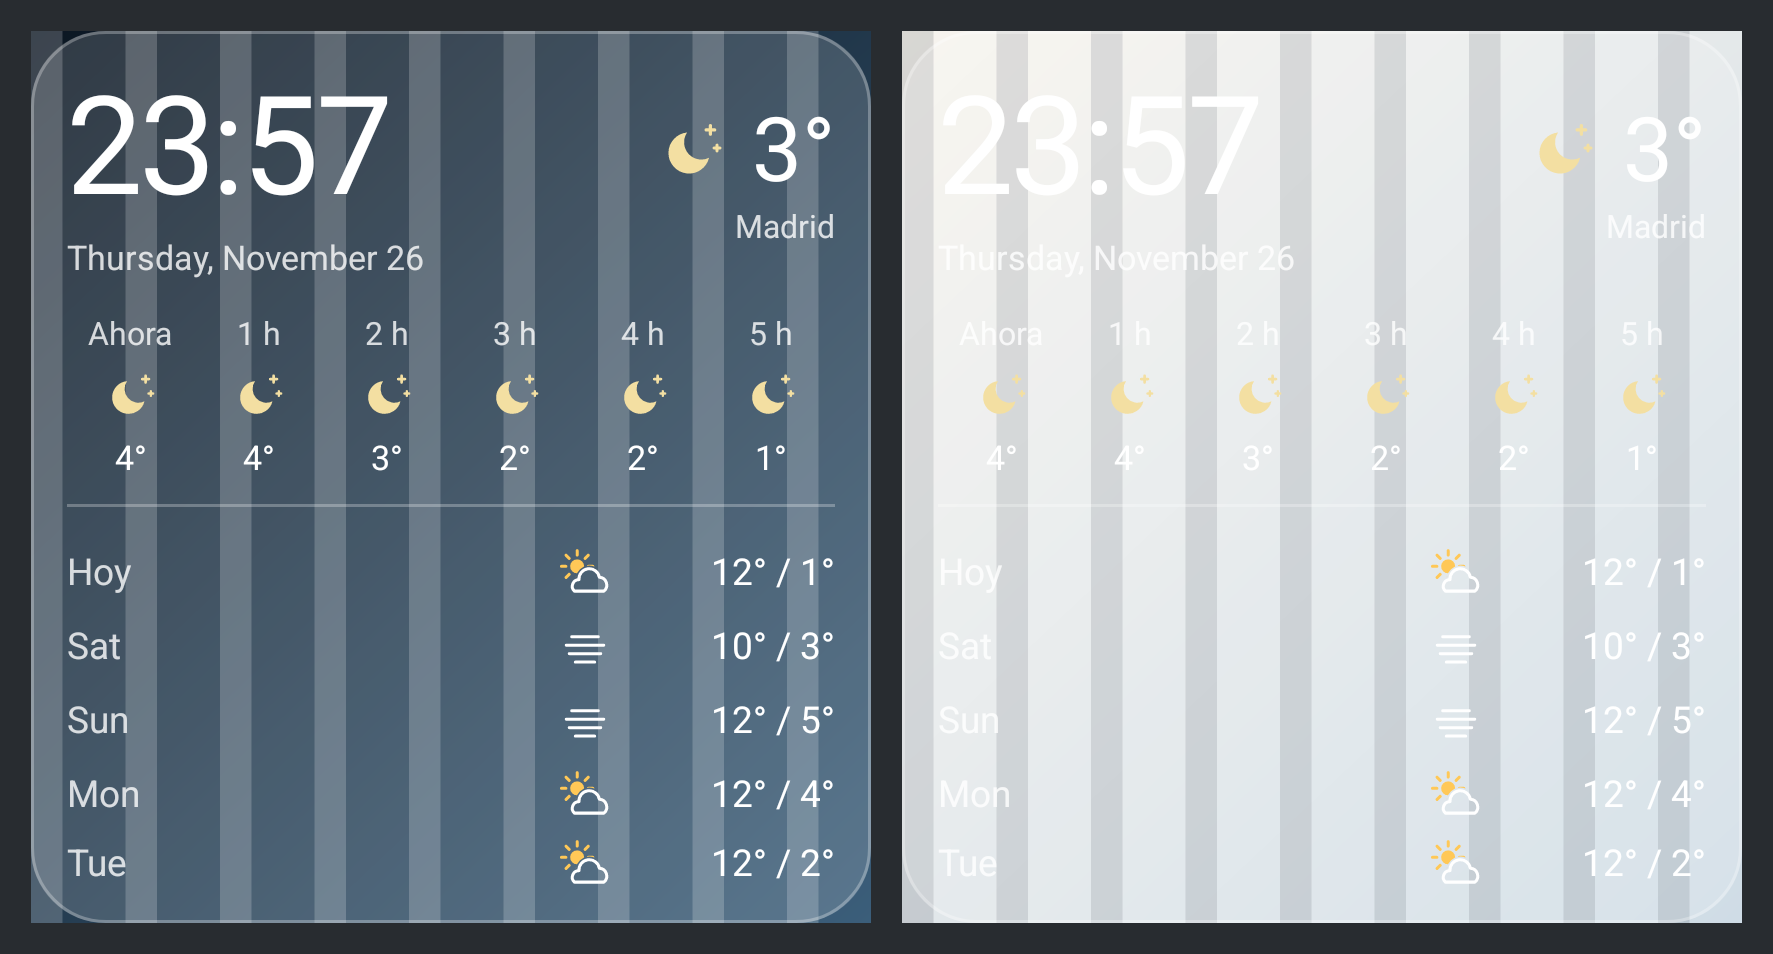 23:57
3°
Madrid
Thursday, November 26
Ahora 1 h 2 h 3 h 4 h 5 h
4° 4° 3° 2° 2° 1°
Hoy 12° / 1°
Sat 10° / 3°
Sun 12° / 5°
Mon 12° / 4°
Tue 12° / 2°
23:57
3°
Madrid
Thursday, November 26
Ahora 1 h 2 h 3 h 4 h 5 h
4° 4° 3° 2° 2° 1°
Hoy 12° / 1°
Sat 10° / 3°
Sun 12° / 5°
Mon 12° / 4°
Tue 12° / 2°